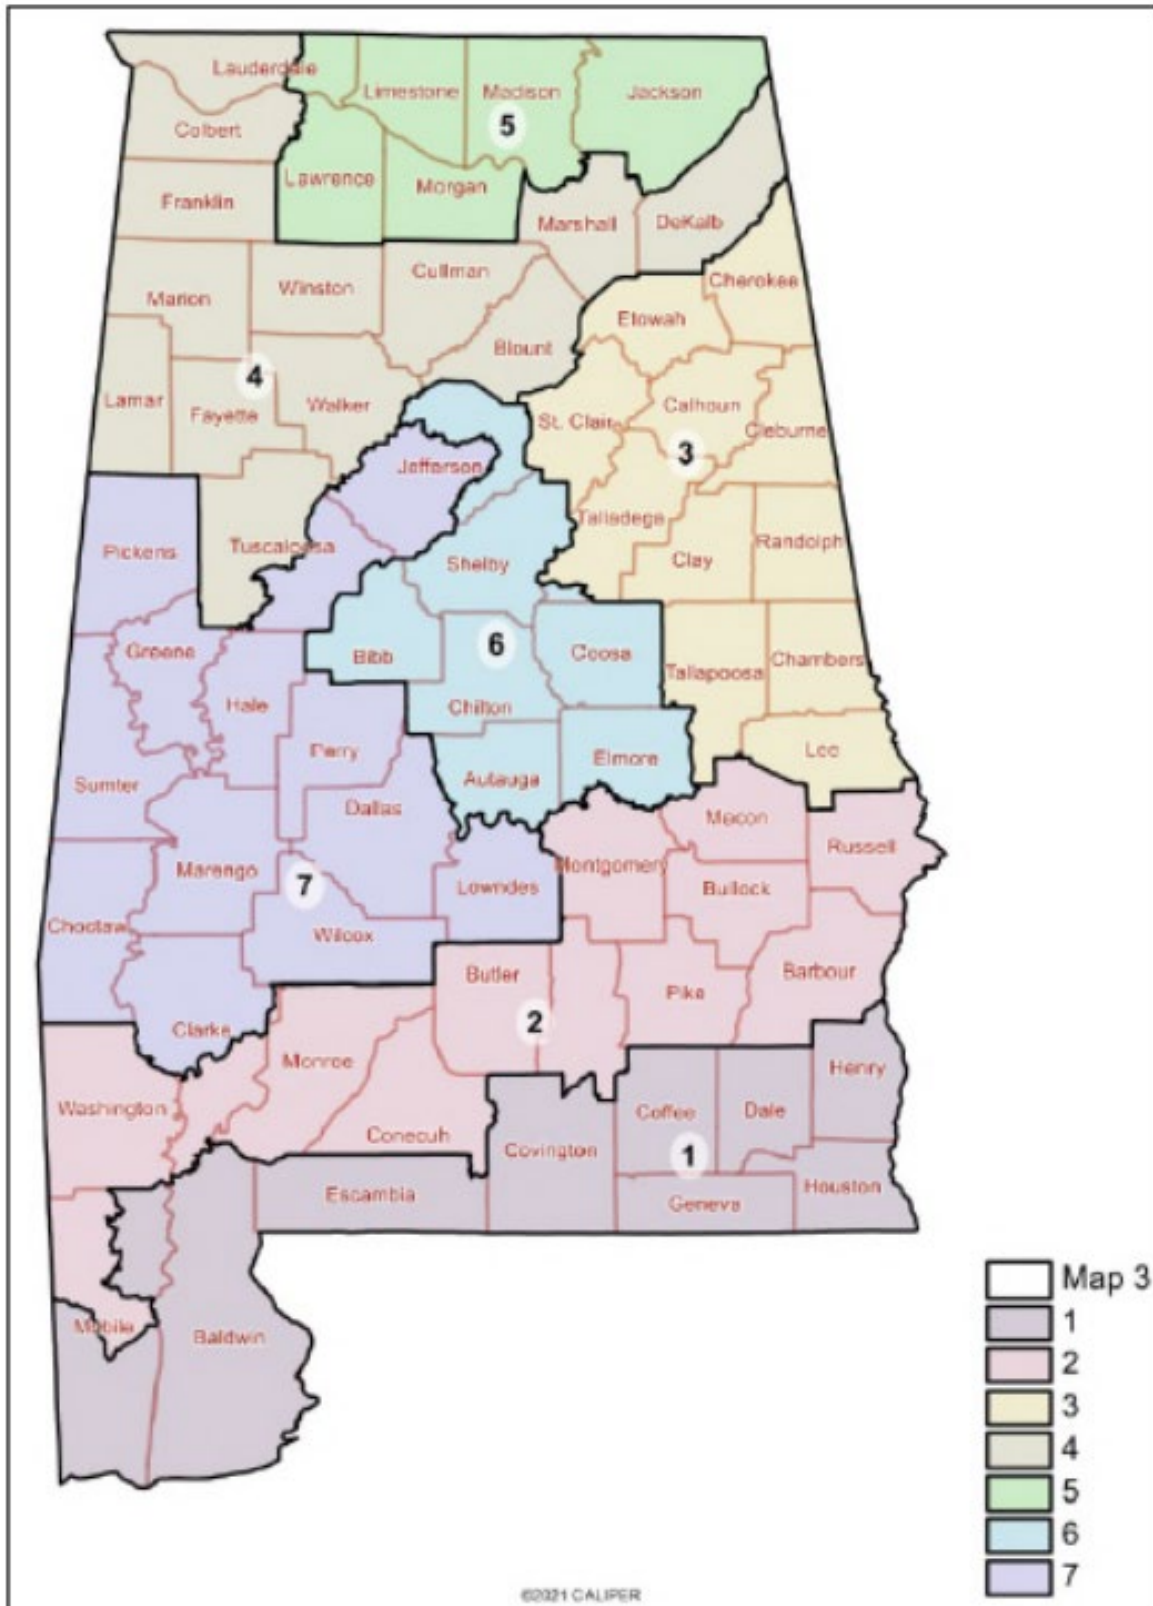 Lauderdale
Limestone
Madison
Jackson
5
Colbert
Lawrence
Morgan
Franklin
Marshall
DeKalb
Cullman
Cherokee
Winston
Marion
Etowah
Blount
4
Lamar
Fayette
Walker
Calhoun
St. Clair
Cleburne
3
Jefferson
Talladega
Tuscaloosa
Pickens
Shelby
Clay
Randolph
6
Greene
Bibb
Coosa
Chambers
Tallapoosa
Hale
Chilton
Perry
Lee
Elmore
Sumter
Autauga
Dallas
Macon
Russell
Montgomery
Marengo
7
Lowndes
Bullock
Choctaw
Wilcox
Butler
Barbour
Pike
2
Clarke
Monroe
Henry
Washington
Coffee
Dale
Conecuh
Covington
1
Escambia
Houston
Geneva
Mobile
Baldwin
Map 3
1
2
3
4
5
6
7
©2021 CALIPER